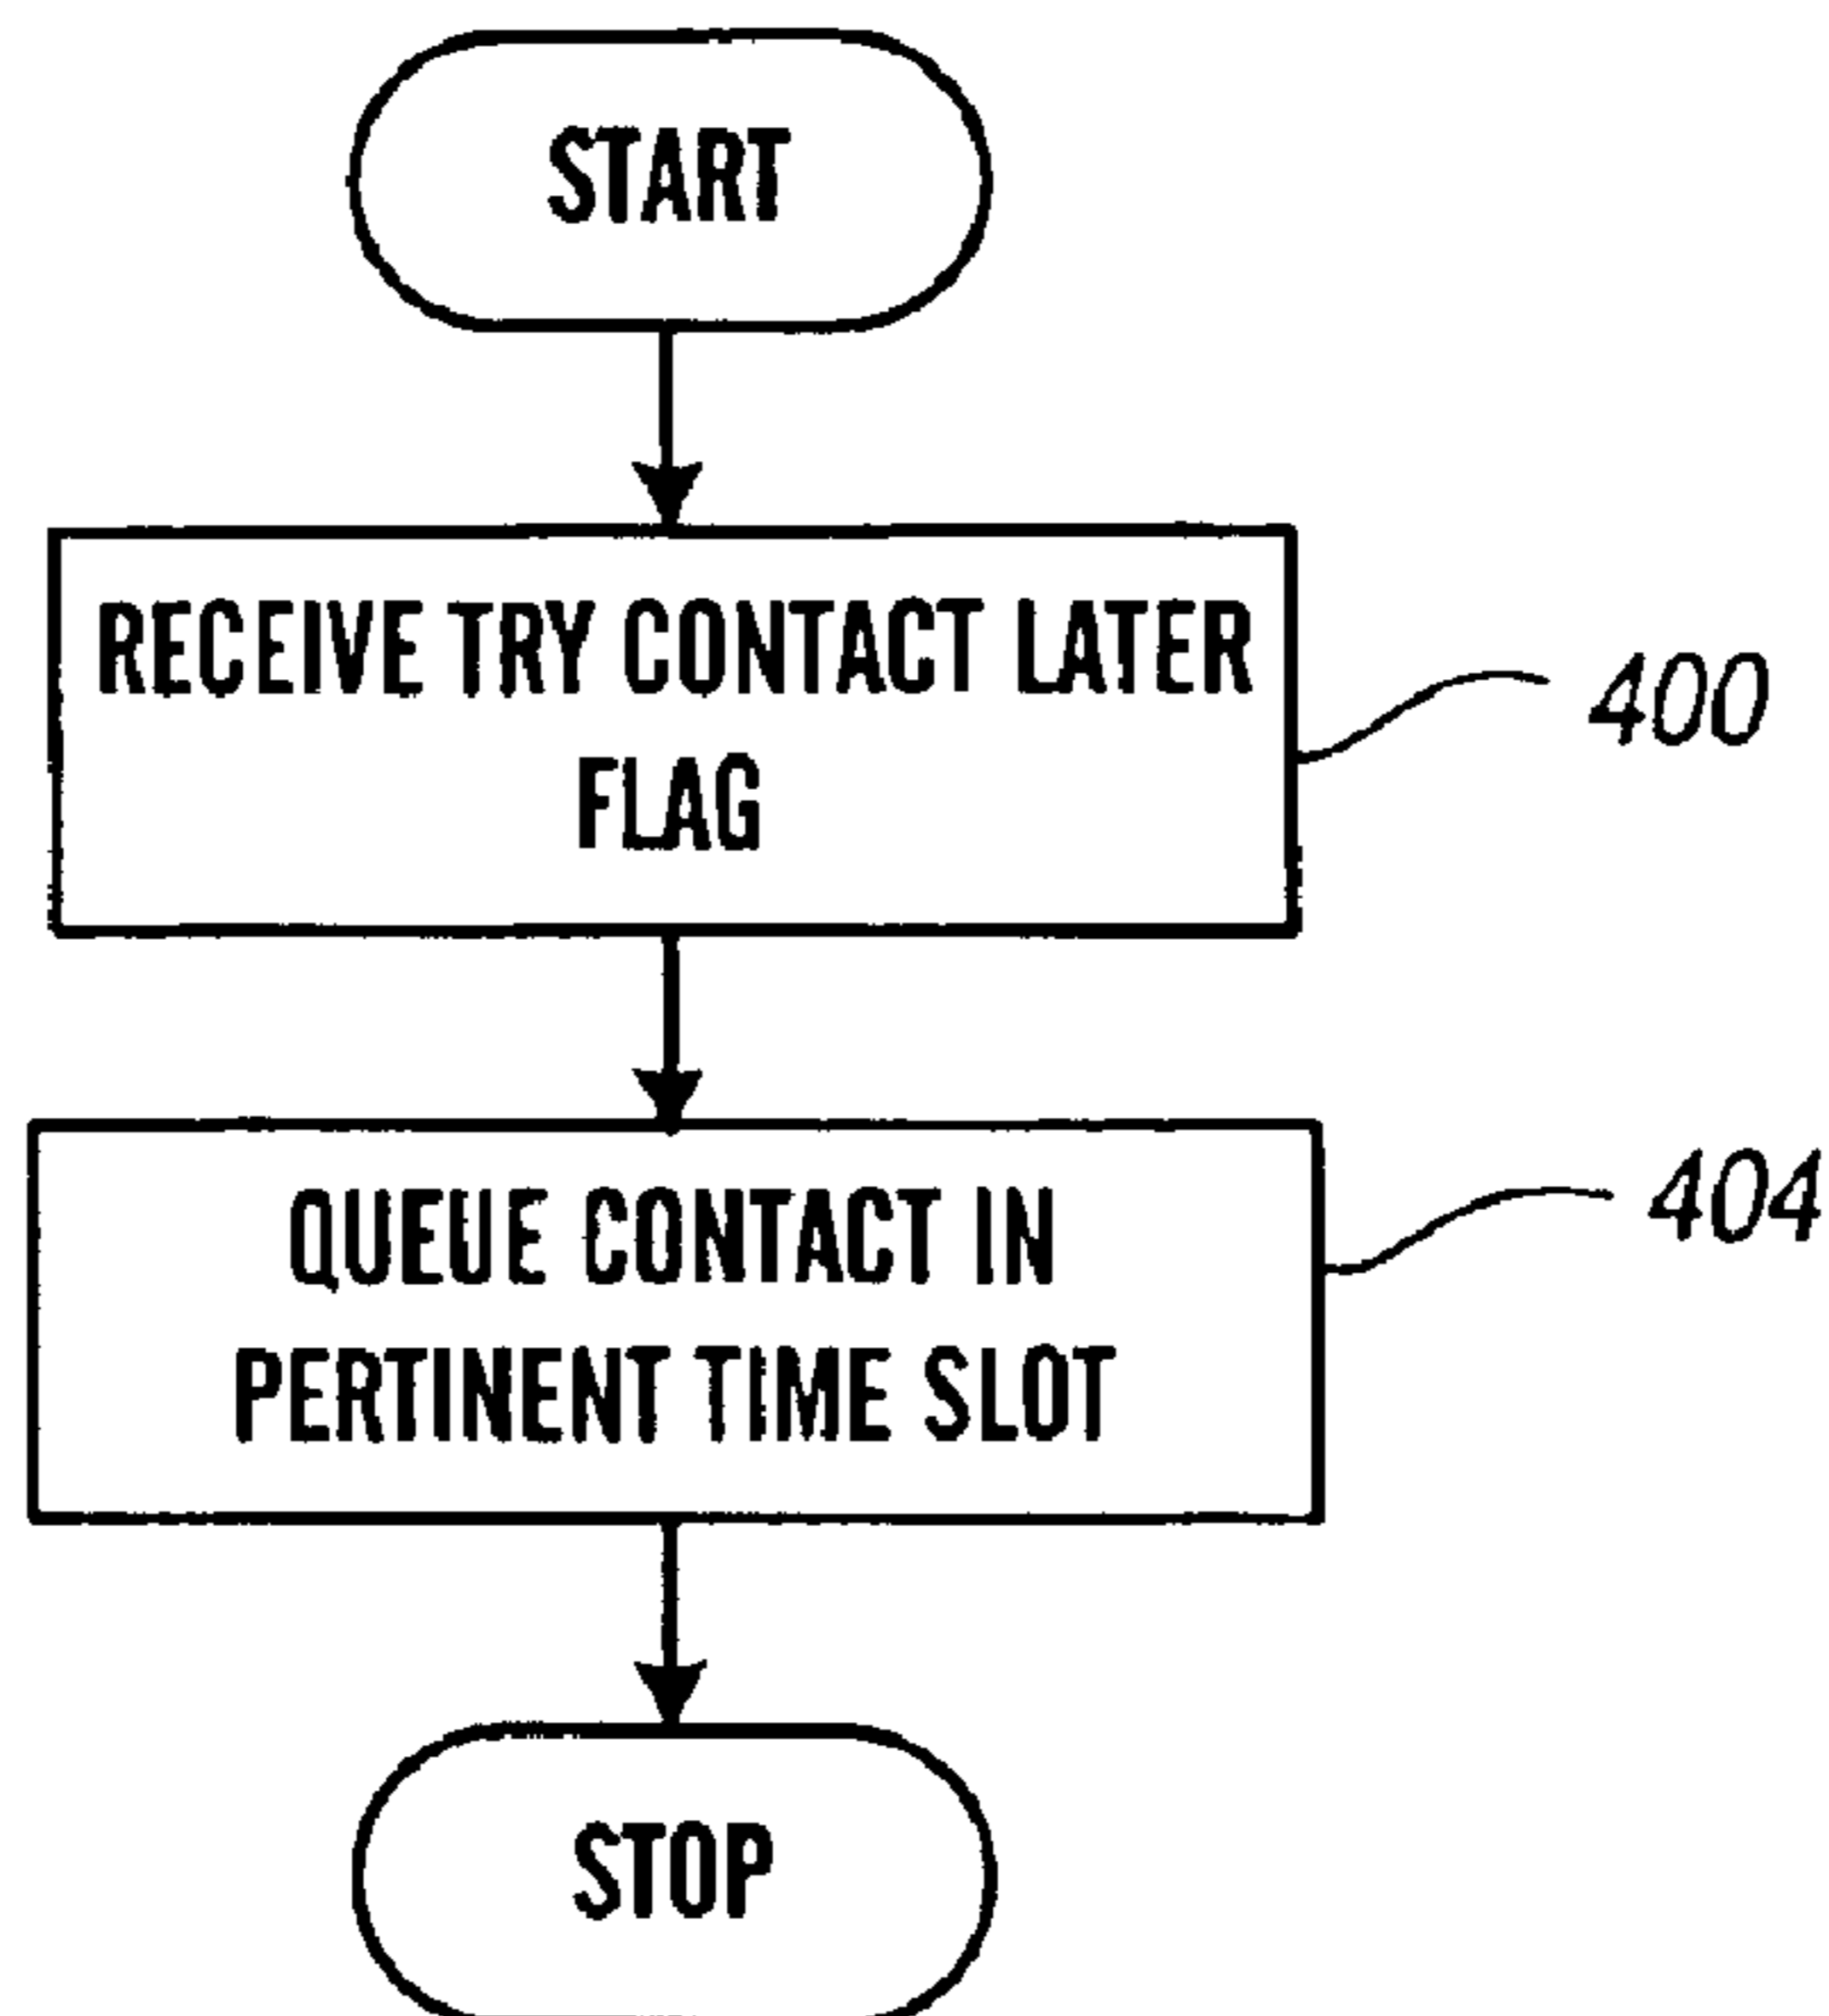 START
RECEIVE TRY CONTACT LATER
FLAG
400
QUEUE CONTACT IN
PERTINENT TIME SLOT
404
STOP